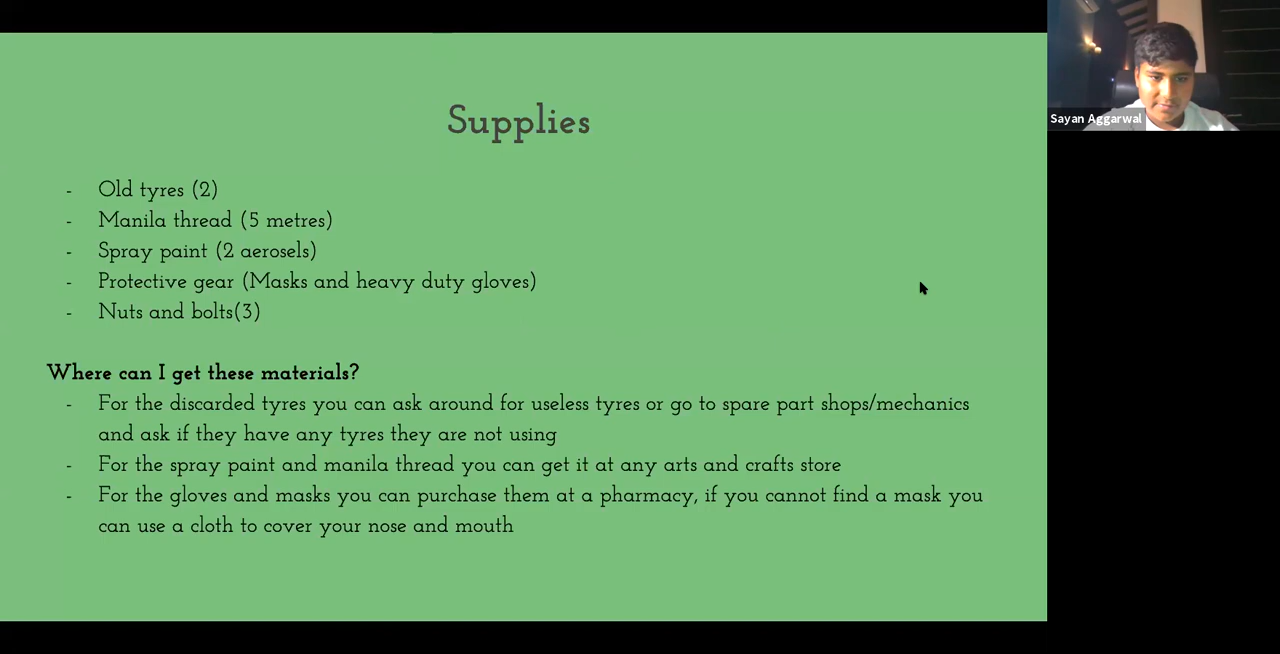 Supplies
- Old tyres (2)
- Manila thread (5 metres)
- Spray paint (2 aerosels)
- Protective gear (Masks and heavy duty gloves)
- Nuts and bolts(3)
Where can I get these materials?
- For the discarded tyres you can ask around for useless tyres or go to spare part shops/mechanics
and ask if they have any tyres they are not using
- For the spray paint and manila thread you can get it at any arts and crafts store
- For the gloves and masks you can purchase them at a pharmacy, if you cannot find a mask you
can use a cloth to cover your nose and mouth
Sayan Aggarwal